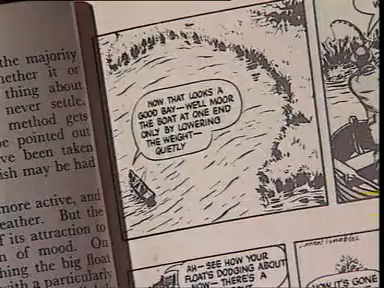 the majority
hether it or
thing about
never settle.
method gets
be pointed out
ve been taken
ish may be had
more active, and
eather. But the
f its attraction to
n of mood. On
hing the big float
with a particularly
NOW THAT LOOKS A
GOOD BAY—WE'LL MOOR
THE BOAT AT ONE END
ONLY BY LOWERING
THE WEIGHT—
QUIETLY
AH—SEE HOW YOUR
FLOAT'S DODGING ABOUT
NOW—THERE'S A
NOW IT'S GONE